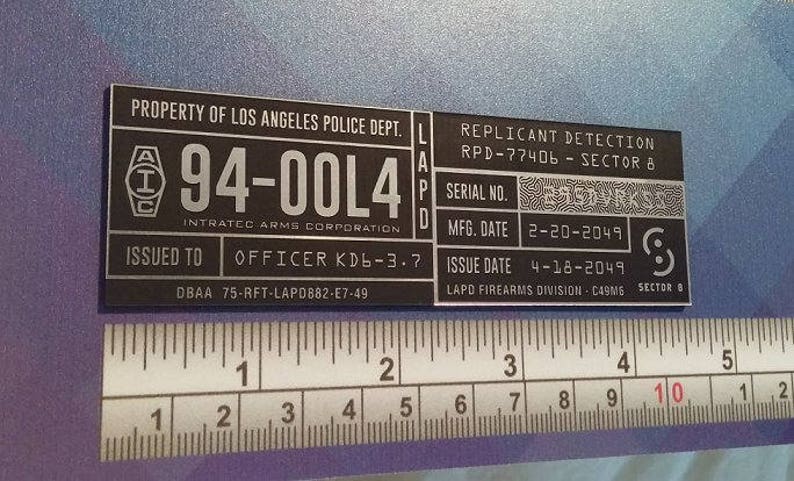 PROPERTY OF LOS ANGELES POLICE DEPT.
AIC
94-00L4
INTRATEC ARMS CORPORATION
LAPD
ISSUED TO OFFICER KD6-3.7
DBAA 75-RFT-LAPD882-E7-49
REPLICANT DETECTION
RPD-77406 - SECTOR 8
SERIAL NO.
MFG. DATE 2-20-2049
ISSUE DATE 4-18-2049
LAPD FIREARMS DIVISION · C49M6
SECTOR 8
1 2 3 4 5
1 2 3 4 5 6 7 8 9 10 1 2